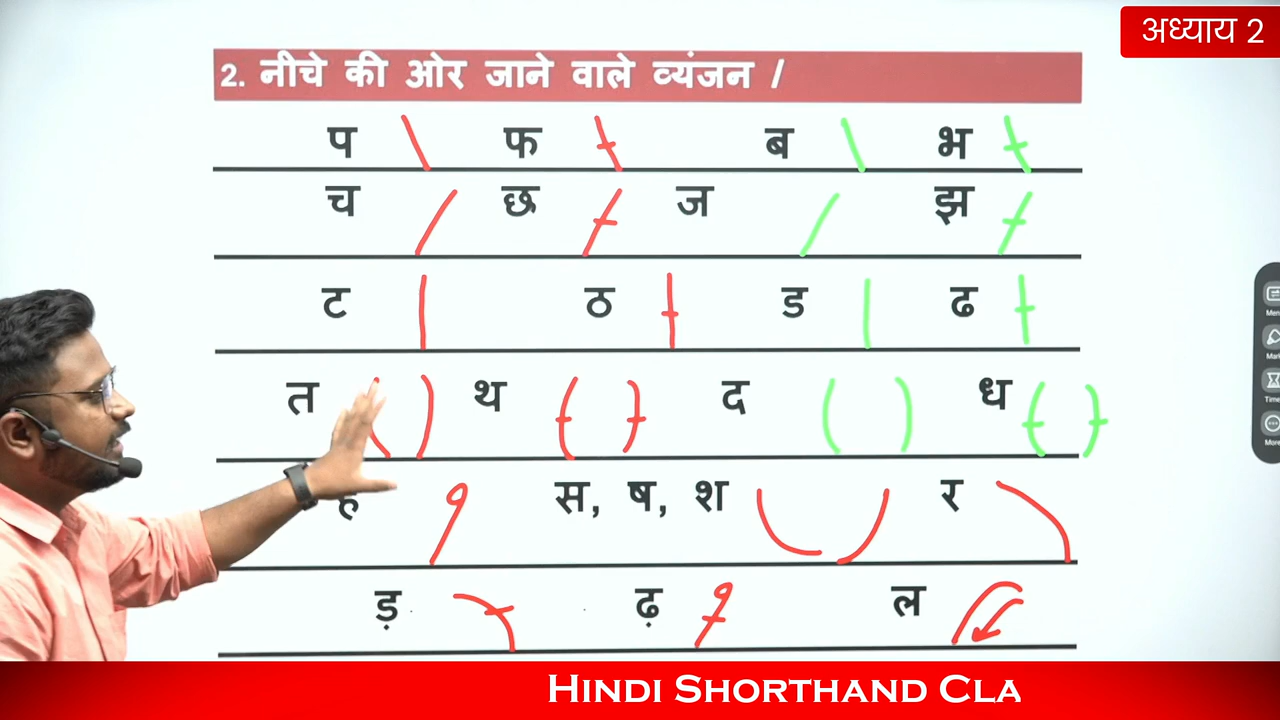 अध्याय 2
2. नीचे की ओर जाने वाले व्यंजन /
प फ ब भ
च छ ज झ
ट ठ ड ढ
त थ द ध
ह स, ष, श र
ड़ ढ़ ल
HINDI SHORTHAND CLA